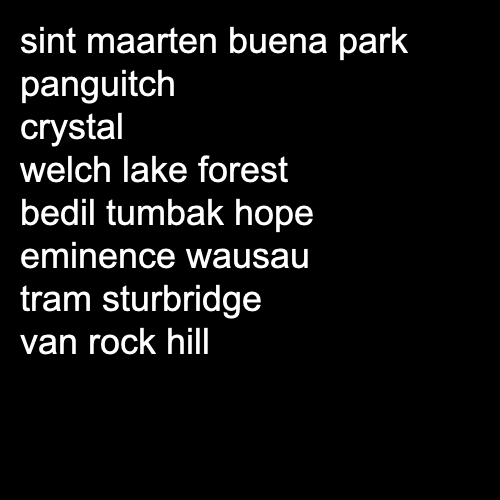 sint maarten buena park
panguitch
crystal
welch lake forest
bedil tumbak hope
eminence wausau
tram sturbridge
van rock hill